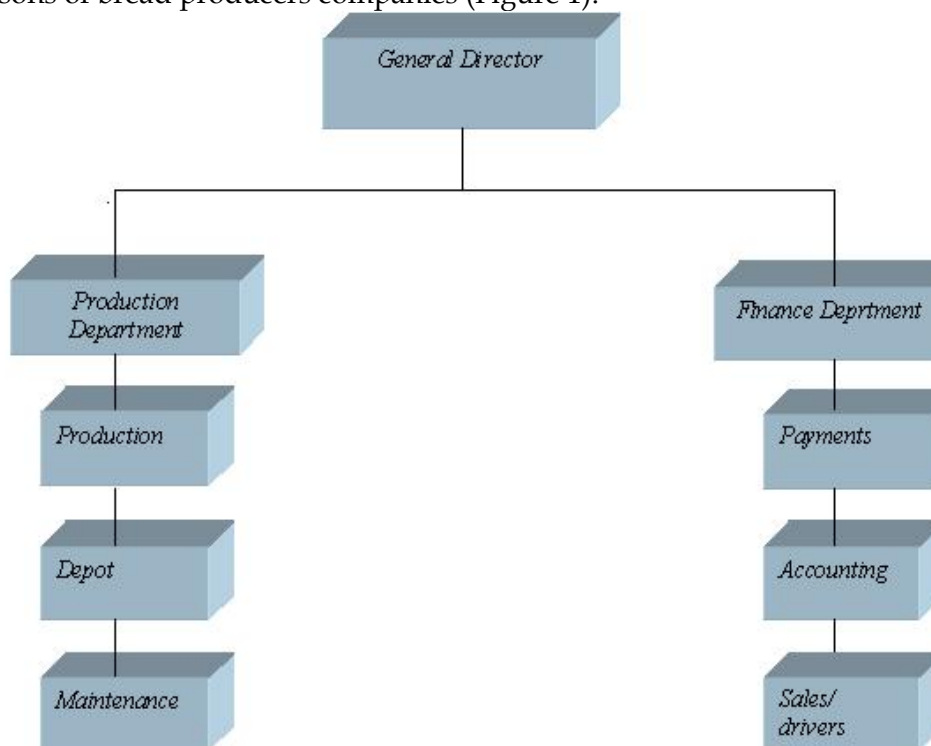 sons of bread producers companies (Figure 1).
General Director
Production
Department
Finance Deprtment
Production
Payments
Depot
Accounting
Maintenance
Sales/
drivers